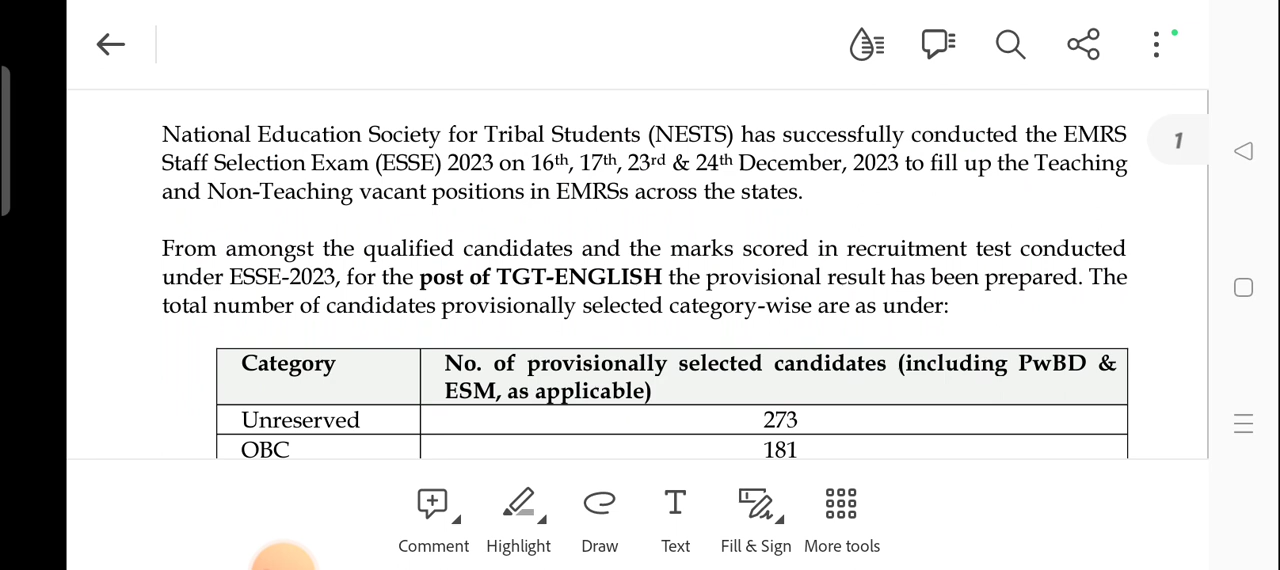 National Education Society for Tribal Students (NESTS) has successfully conducted the EMRS
Staff Selection Exam (ESSE) 2023 on 16th, 17th, 23rd & 24th December, 2023 to fill up the Teaching
and Non-Teaching vacant positions in EMRSs across the states.
1
From amongst the qualified candidates and the marks scored in recruitment test conducted
under ESSE-2023, for the post of TGT-ENGLISH the provisional result has been prepared. The
total number of candidates provisionally selected category-wise are as under:
Category No. of provisionally selected candidates (including PwBD &
ESM, as applicable)
Unreserved 273
OBC 181
Comment Highlight Draw Text Fill & Sign More tools